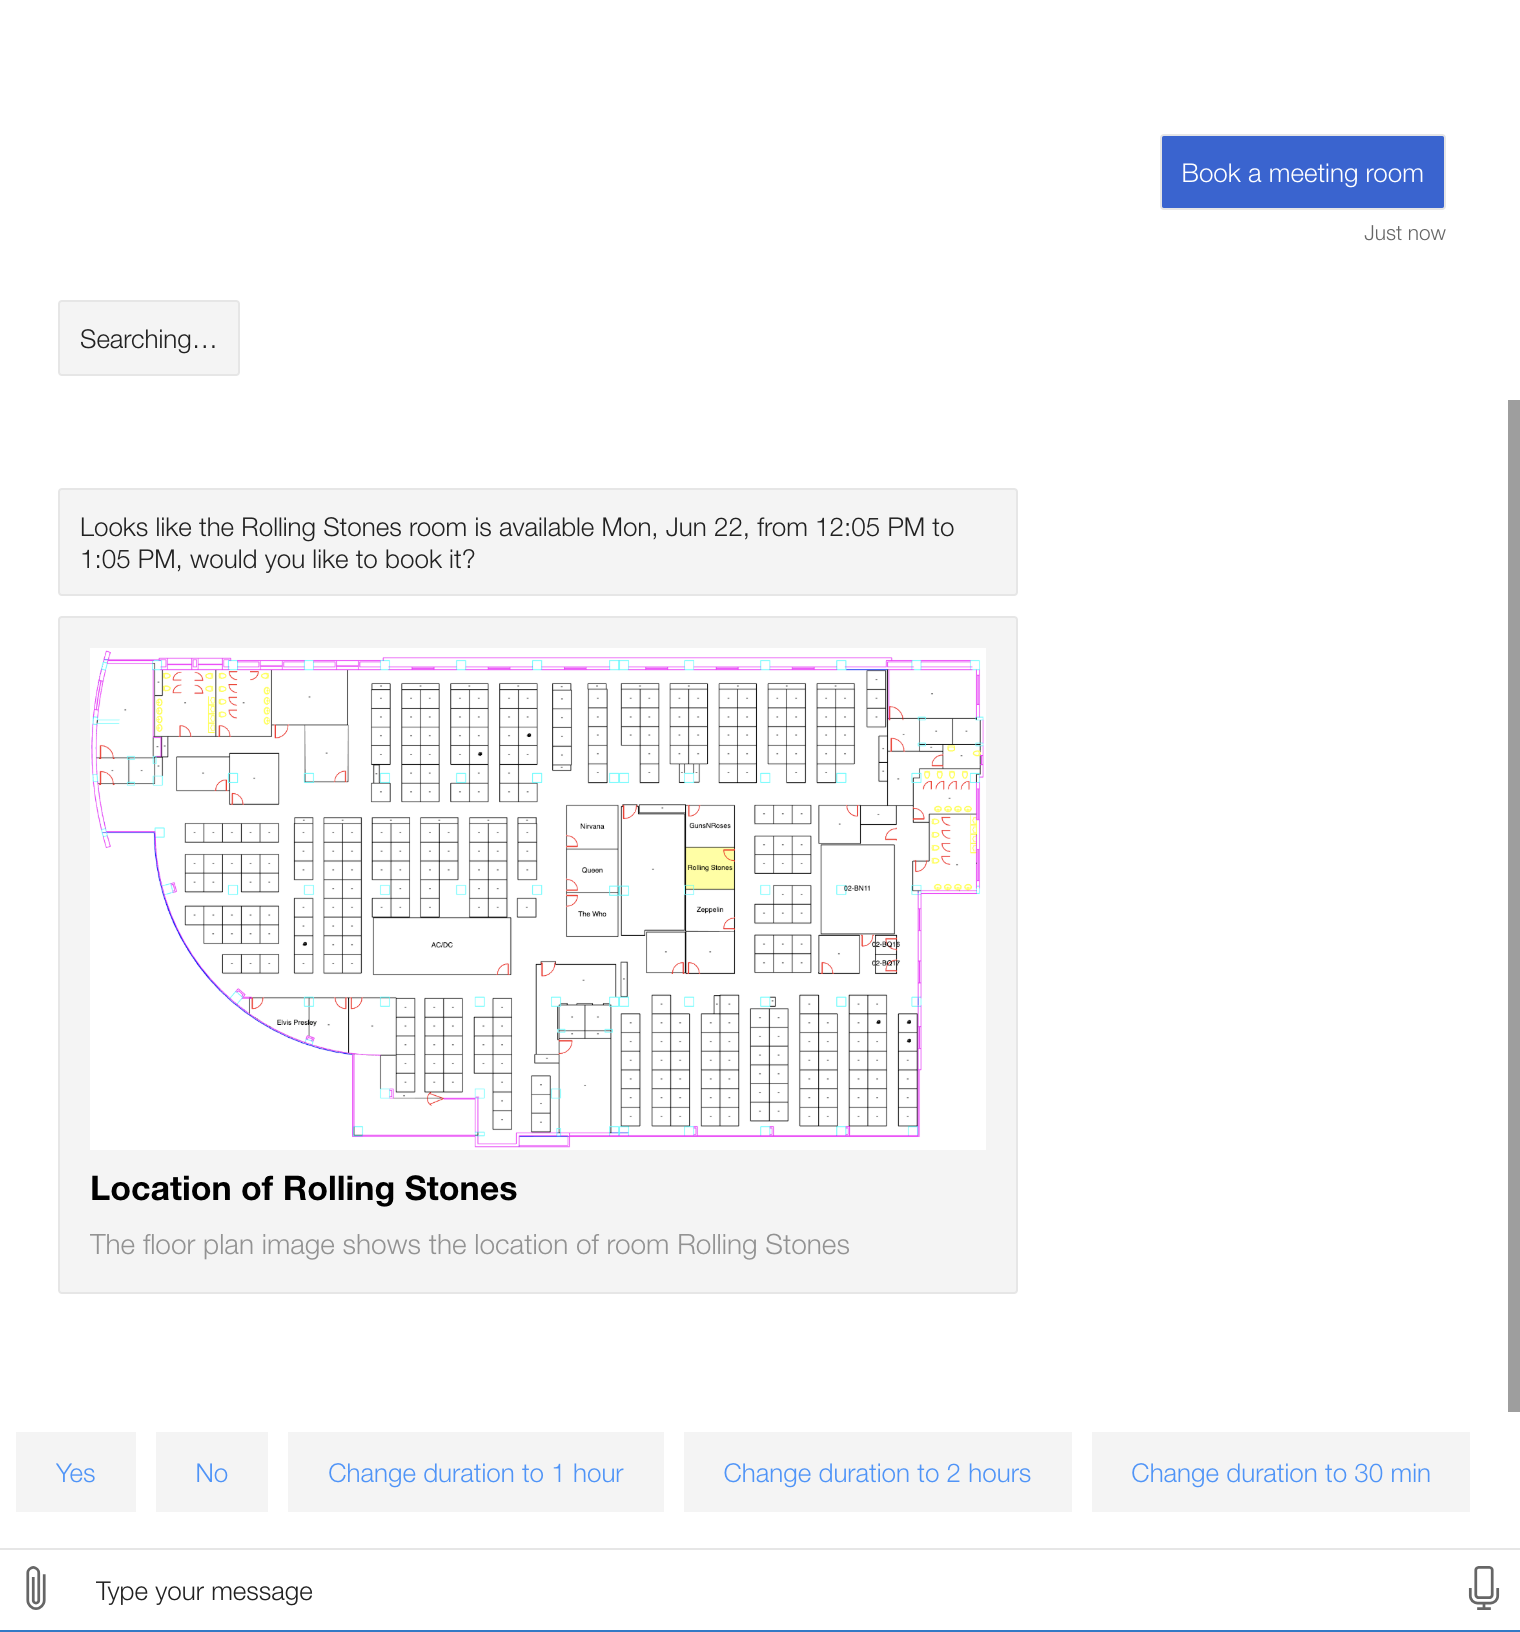 Book a meeting room
Just now
Searching...
Looks like the Rolling Stones room is available Mon, Jun 22, from 12:05 PM to
1:05 PM, would you like to book it?
Nirvana
GunsNRoses
Queen
Rolling Stones
02-BN11
The Who
Zeppelin
AC/DC
02-BQ16
02-BQ17
Elvis Presley
Location of Rolling Stones
The floor plan image shows the location of room Rolling Stones
Yes
No
Change duration to 1 hour
Change duration to 2 hours
Change duration to 30 min
Type your message